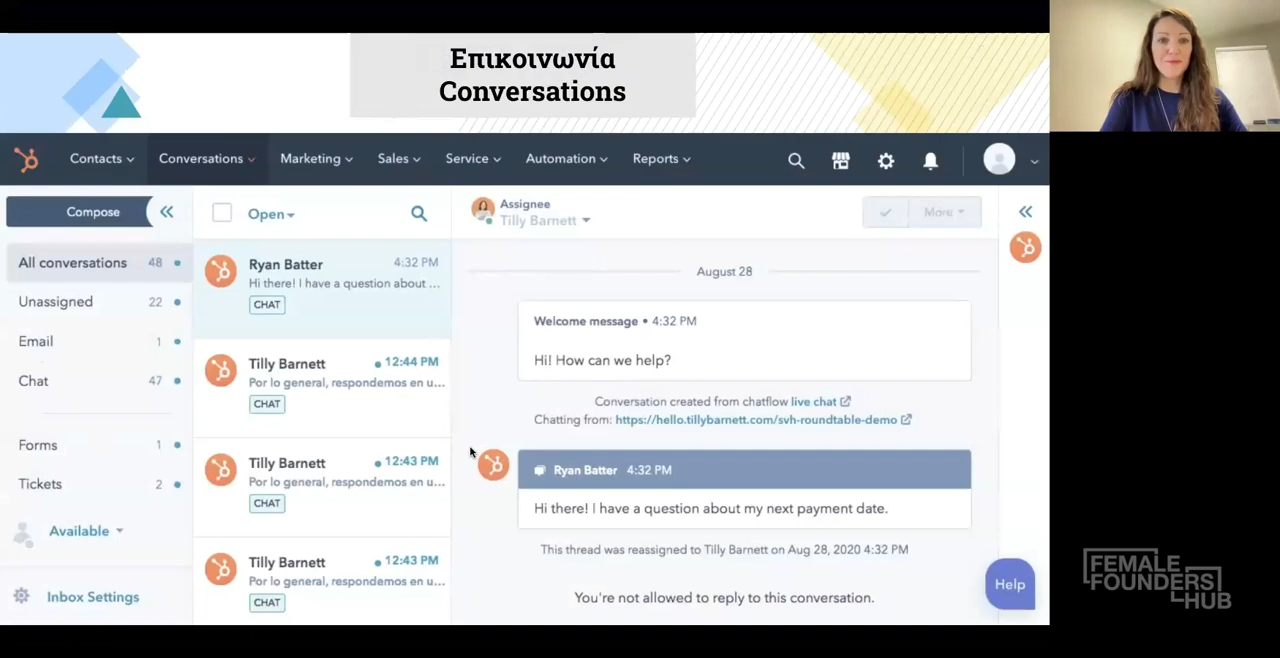 Επικοινωνία
Conversations
Contacts
Conversations
Marketing
Sales
Service
Automation
Reports
Compose
All conversations 48
Unassigned 22
Email 1
Chat 47
Forms 1
Tickets 2
Available
Inbox Settings
Open
Ryan Batter 4:32 PM
Hi there! I have a question about ...
CHAT
Tilly Barnett 12:44 PM
Por lo general, respondemos en u...
CHAT
Tilly Barnett 12:43 PM
Por lo general, respondemos en u...
CHAT
Tilly Barnett 12:43 PM
Por lo general, respondemos en u...
CHAT
Assignee
Tilly Barnett
More
August 28
Welcome message • 4:32 PM
Hi! How can we help?
Conversation created from chatflow live chat
Chatting from: https://hello.tillybarnett.com/svh-roundtable-demo
Ryan Batter 4:32 PM
Hi there! I have a question about my next payment date.
This thread was reassigned to Tilly Barnett on Aug 28, 2020 4:32 PM
You're not allowed to reply to this conversation.
Help
FEMALE
FOUNDERS
HUB